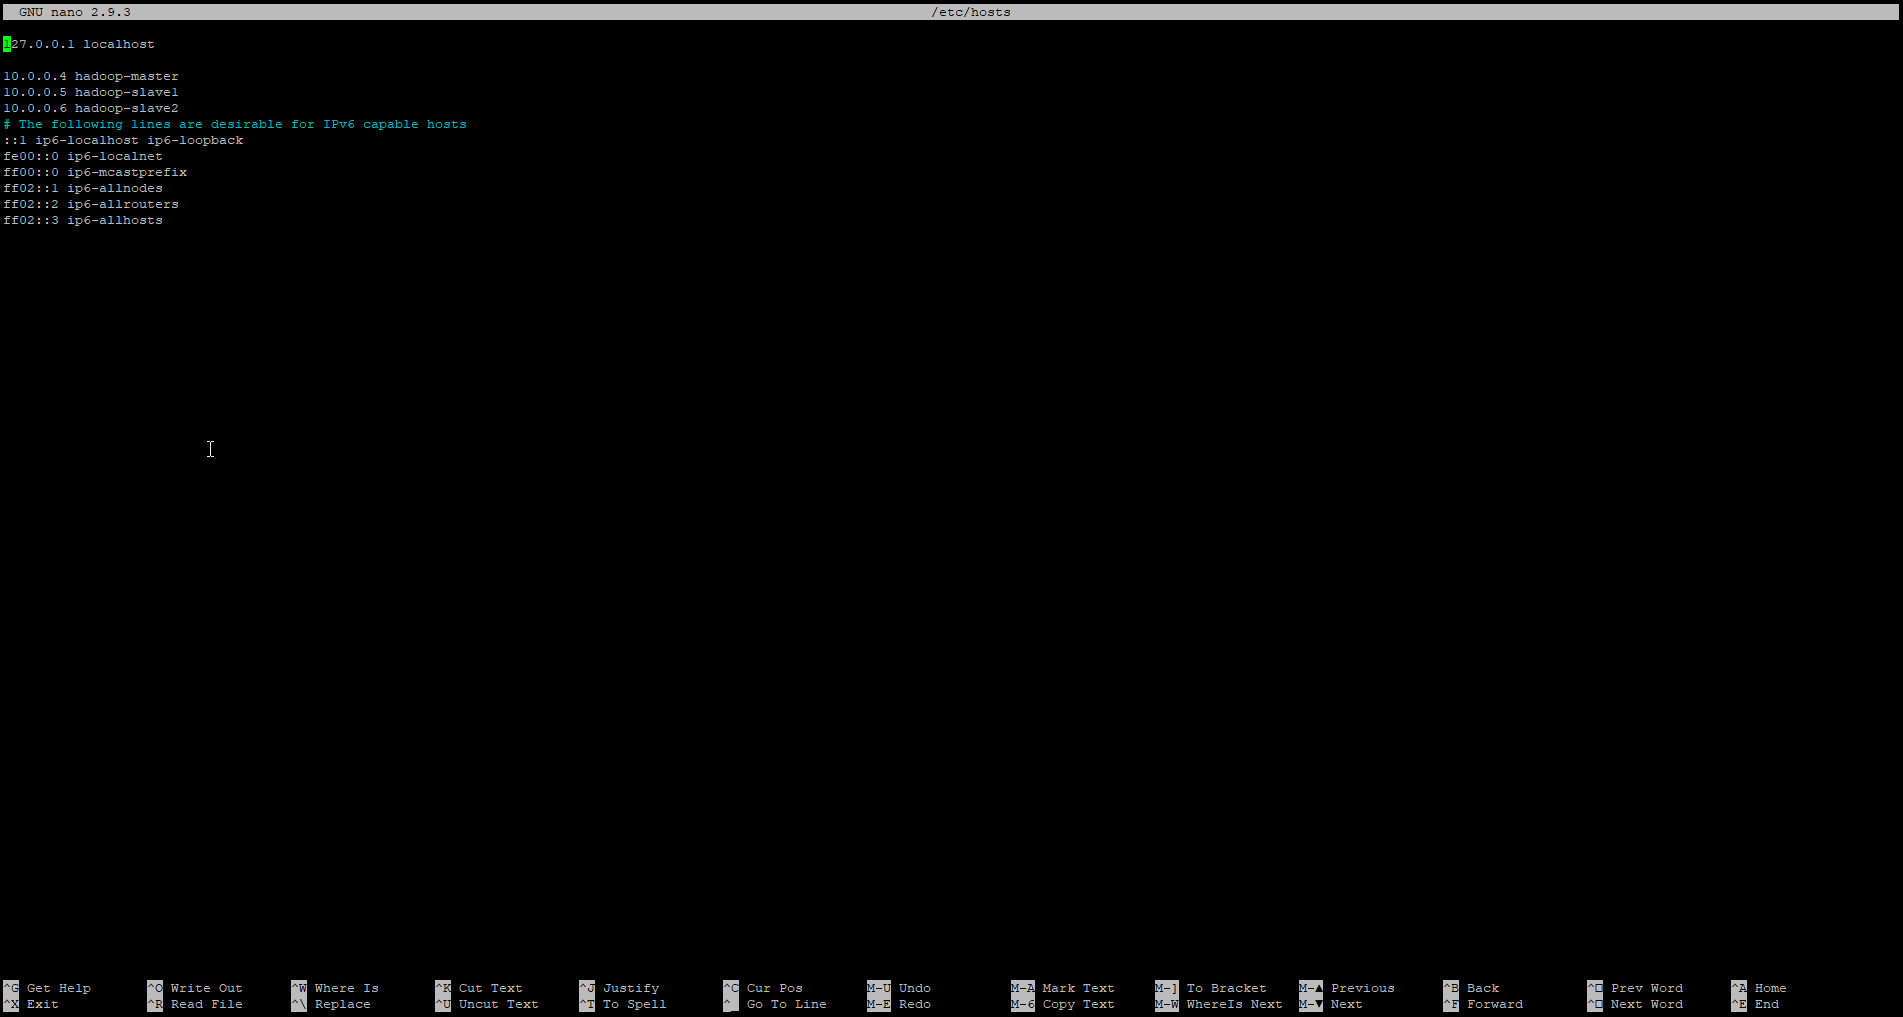 GNU nano 2.9.3 /etc/hosts
127.0.0.1 localhost
10.0.0.4 hadoop-master
10.0.0.5 hadoop-slave1
10.0.0.6 hadoop-slave2
# The following lines are desirable for IPv6 capable hosts
::1 ip6-localhost ip6-loopback
fe00::0 ip6-localnet
ff00::0 ip6-mcastprefix
ff02::1 ip6-allnodes
ff02::2 ip6-allrouters
ff02::3 ip6-allhosts
^G Get Help ^O Write Out ^W Where Is ^K Cut Text ^J Justify ^C Cur Pos M-U Undo M-A Mark Text M-] To Bracket M-▲ Previous ^B Back ^□ Prev Word ^A Home
^X Exit ^R Read File ^\ Replace ^U Uncut Text ^T To Spell ^_ Go To Line M-E Redo M-6 Copy Text M-W WhereIs Next M-▼ Next ^F Forward ^□ Next Word ^E End